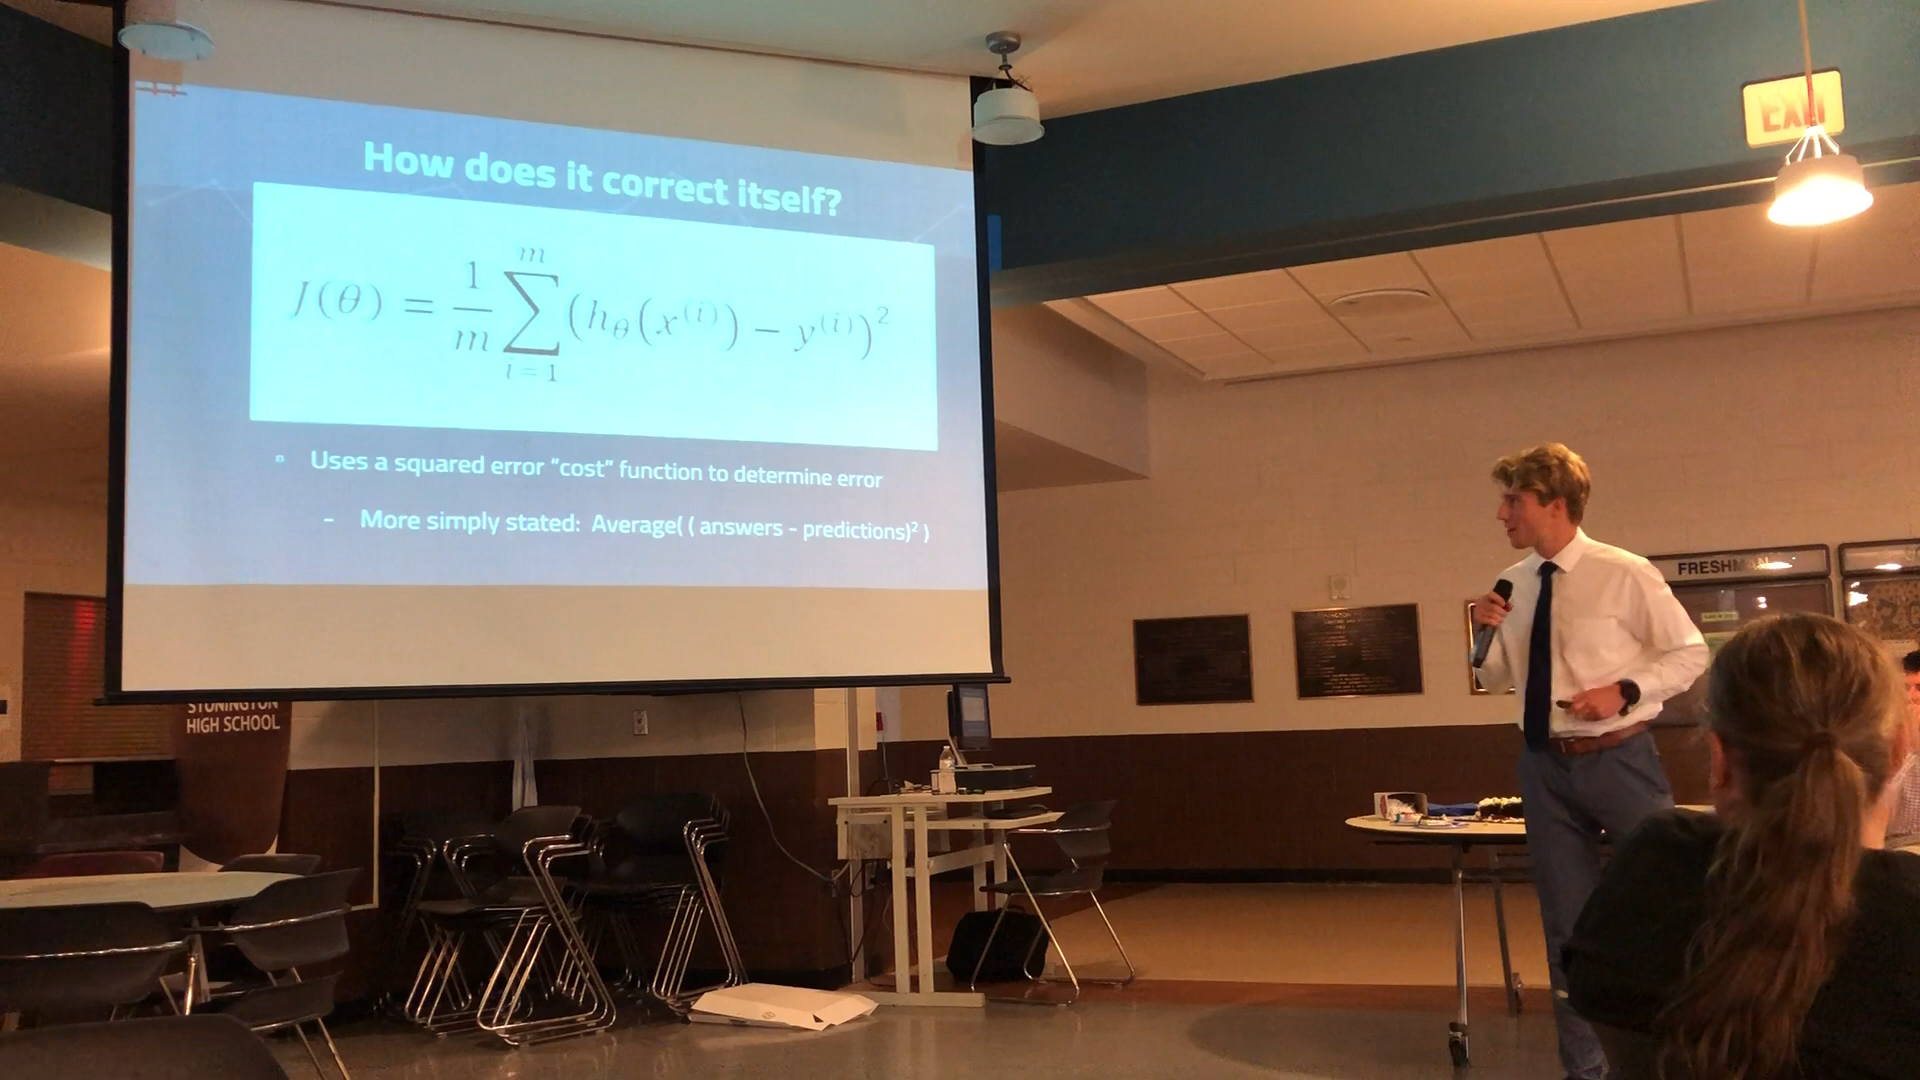 How does it correct itself?
J(θ) = 1/m ∑_{i=1}^{m} (h_θ(x^{(i)}) − y^{(i)})²
▫ Uses a squared error “cost” function to determine error
- More simply stated: Average( ( answers - predictions)² )
EXIT
FRESHMAN
STONINGTON
HIGH SCHOOL